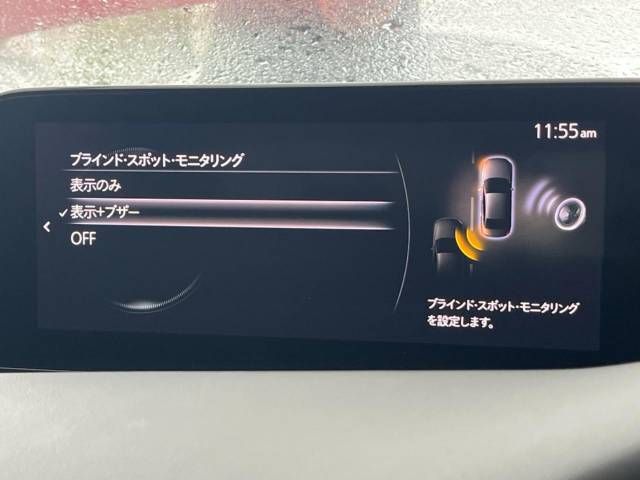 11:55am
ブラインド・スポット・モニタリング
表示のみ
表示+ブザー
OFF
ブラインド・スポット・モニタリング
を設定します。